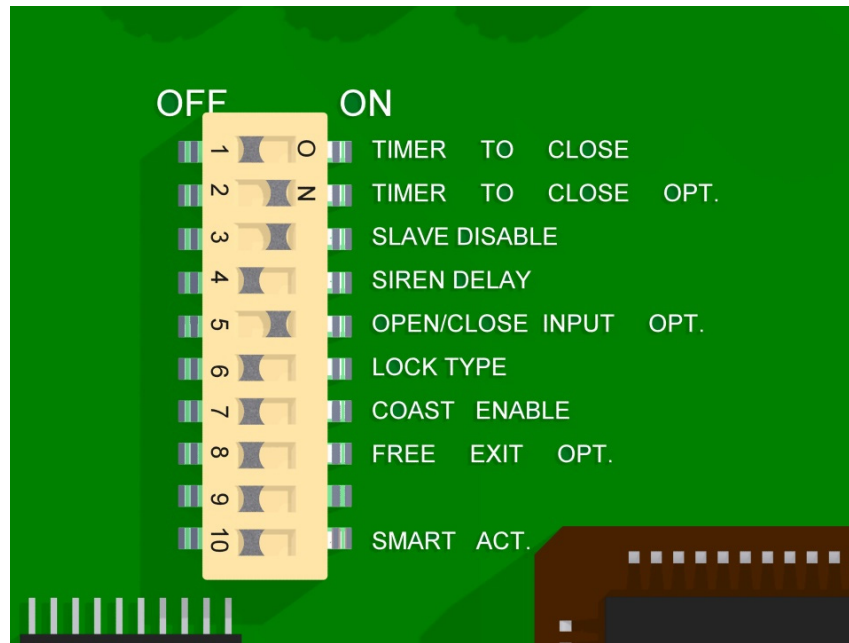 OFF ON
1 O TIMER TO CLOSE
2 N TIMER TO CLOSE OPT.
3 SLAVE DISABLE
4 SIREN DELAY
5 OPEN/CLOSE INPUT OPT.
6 LOCK TYPE
7 COAST ENABLE
8 FREE EXIT OPT.
9
10 SMART ACT.